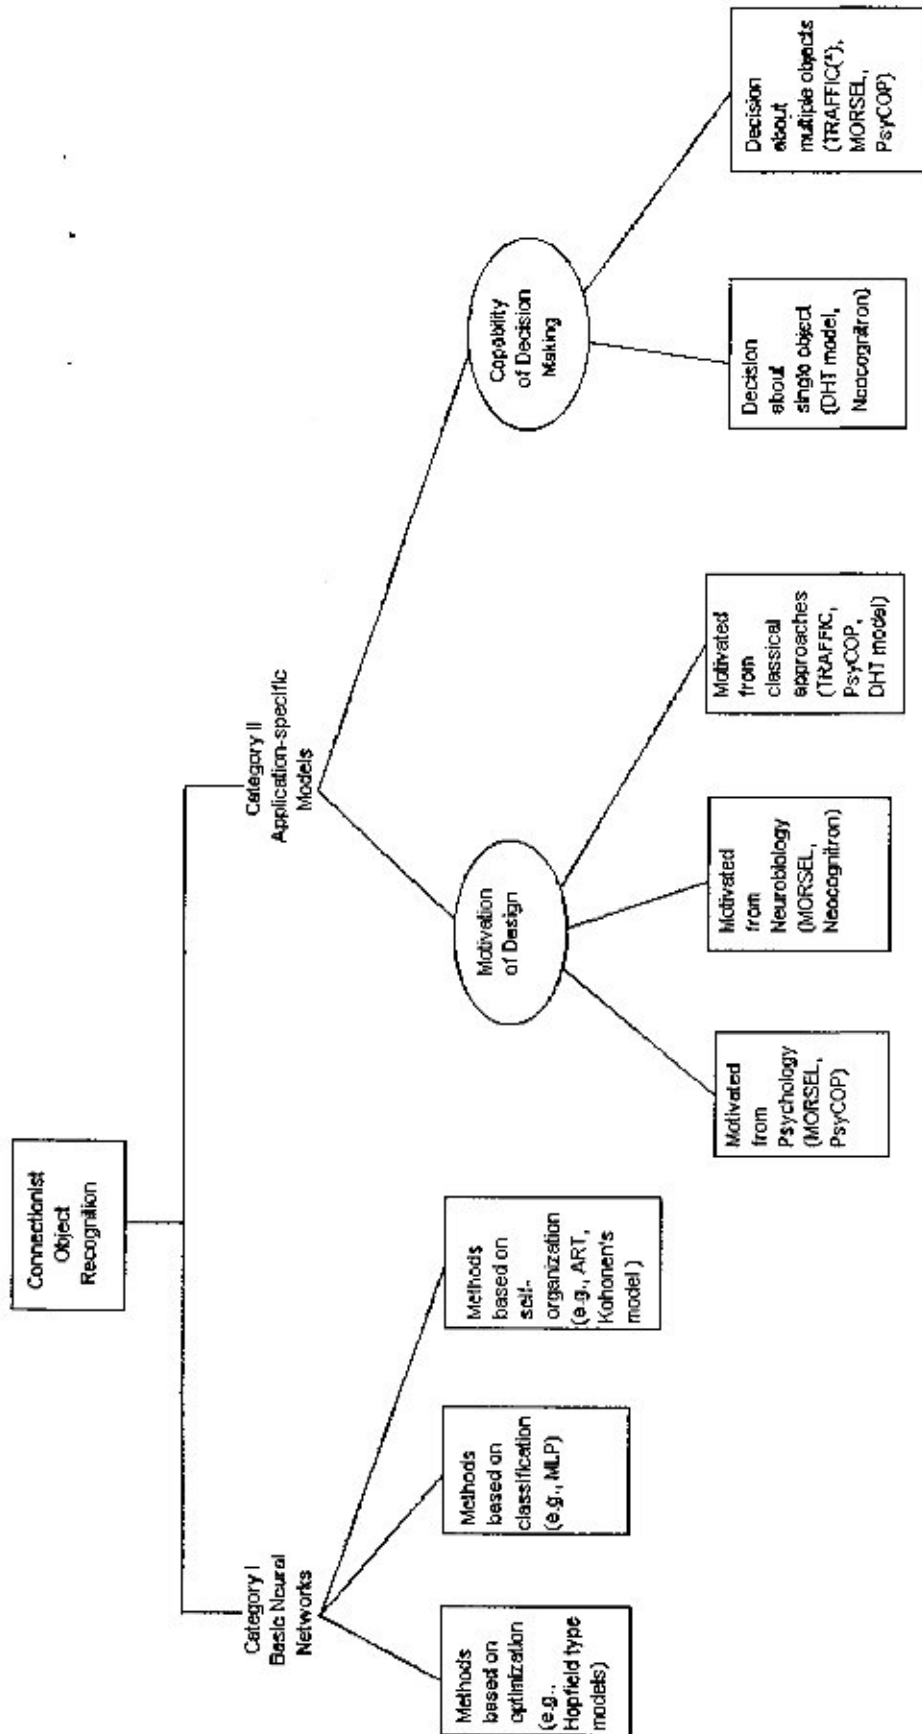 Connectionist
Object
Recognition
Category I
Basic Neural
Networks
Category II
Application-specific
Models
Methods
based on
optimization
(e.g.,
Hopfield type
models)
Methods
based on
classification
(e.g., MLP)
Methods
based on
self-
organization
(e.g., ART,
Kohonen's
model)
Motivation
of Design
Capability
of Decision
Making
Motivated
from
Psychology
(MORSEL,
PsyCOP)
Motivated
from
Neurobiology
(MORSEL,
Neocognitron)
Motivated
from
classical
approaches
(TRAFFIC,
PsyCOP,
DHT model)
Decision
about
single object
(DHT model,
Neocognitron)
Decision
about
multiple objects
(TRAFFIC(*),
MORSEL,
PsyCOP)